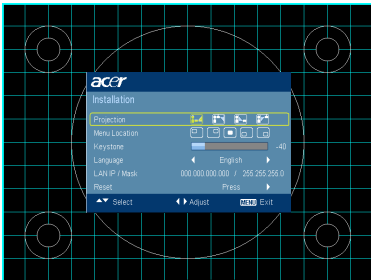 acer
Installation
Projection
Menu Location
Keystone -40
Language English
LAN IP / Mask 000.000.000.000 / 255.255.255.0
Reset Press
Select Adjust MENU Exit